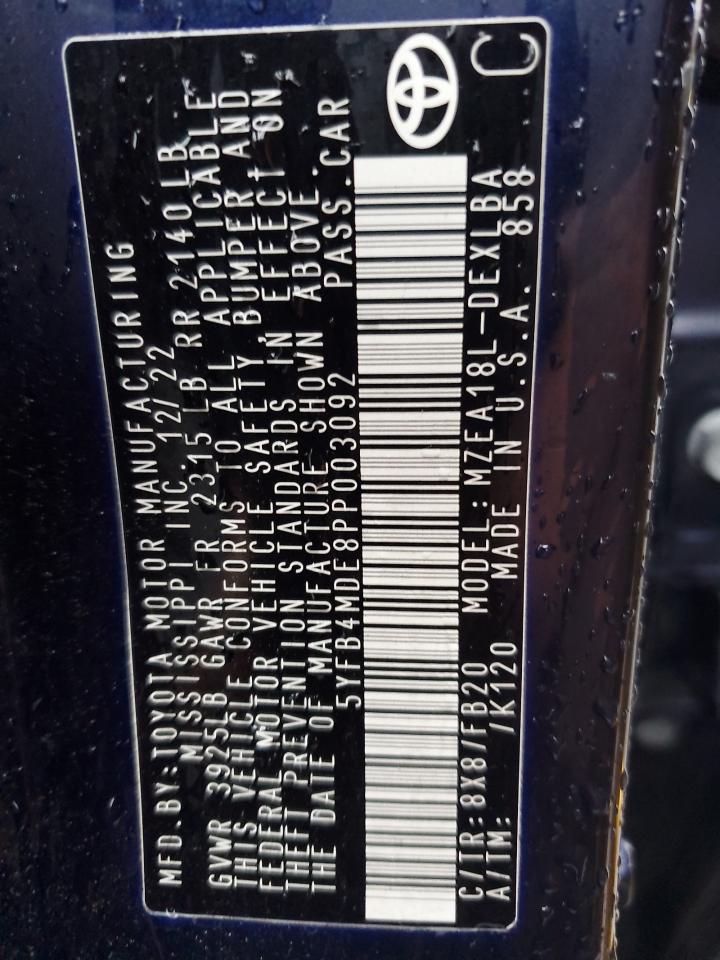 MFD.BY:TOYOTA MOTOR MANUFACTURING
MISSISSIPPI INC. 12/22
GVWR 3925LB GAWR FR 2315 LB RR 2140LB
THIS VEHICLE CONFORMS TO ALL APPLICABLE
FEDERAL MOTOR VEHICLE SAFETY BUMPER AND
THEFT PREVENTION STANDARDS IN EFFECT ON
THE DATE OF MANUFACTURE SHOWN ABOVE.
5YFB4MDE8PP003092 PASS.CAR
C/TR:8X8/FB20 MODEL:MZEA18L-DEXLBA
A/TM: /K120 MADE IN U.S.A. 858
C